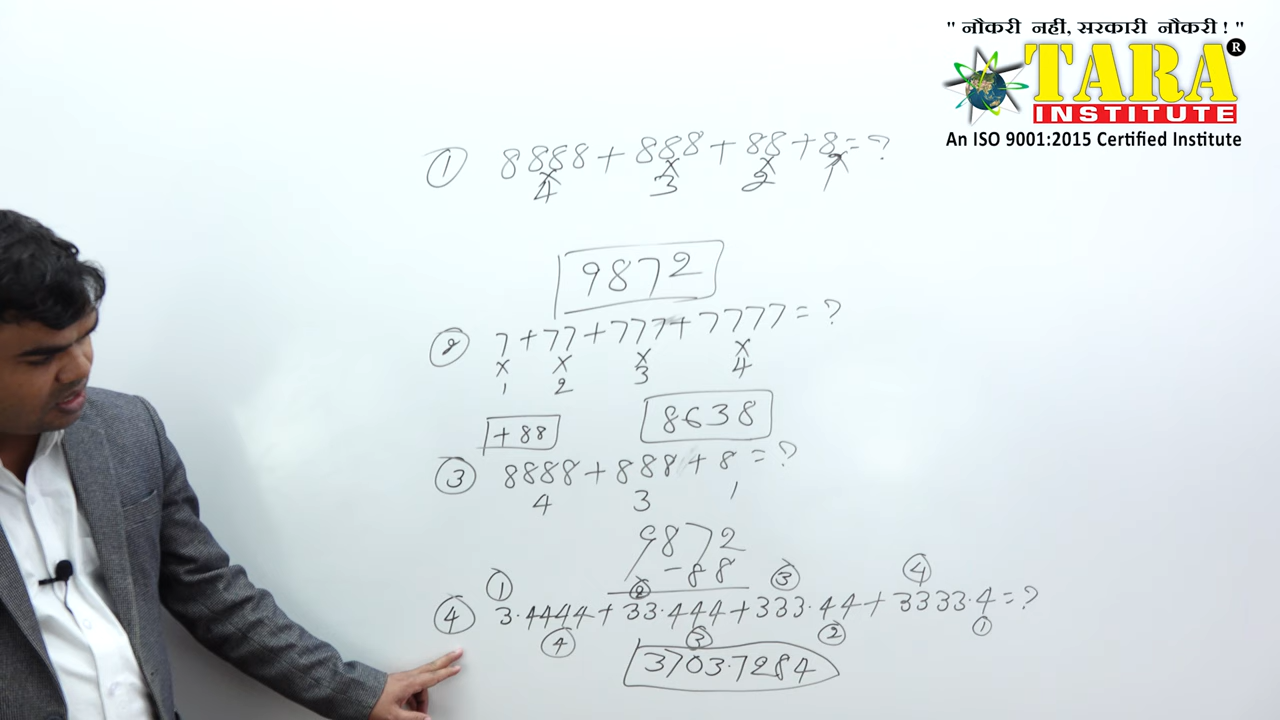 " नौकरी नहीं, सरकारी नौकरी ! "
TARA ®
INSTITUTE
An ISO 9001:2015 Certified Institute
① 8888 + 888 + 88 + 8 = ?
x x x x
4 3 2 1
9872
② 7 + 77 + 777 + 7777 = ?
x x x x
1 2 3 4
+ 88 8638
③ 8888 + 888 + 8 = ?
4 3 1
9872
- 88
① ② ③ ④
④ 3.4444 + 33.444 + 333.44 + 3333.4 = ?
④ ③ ② ①
3703.7284